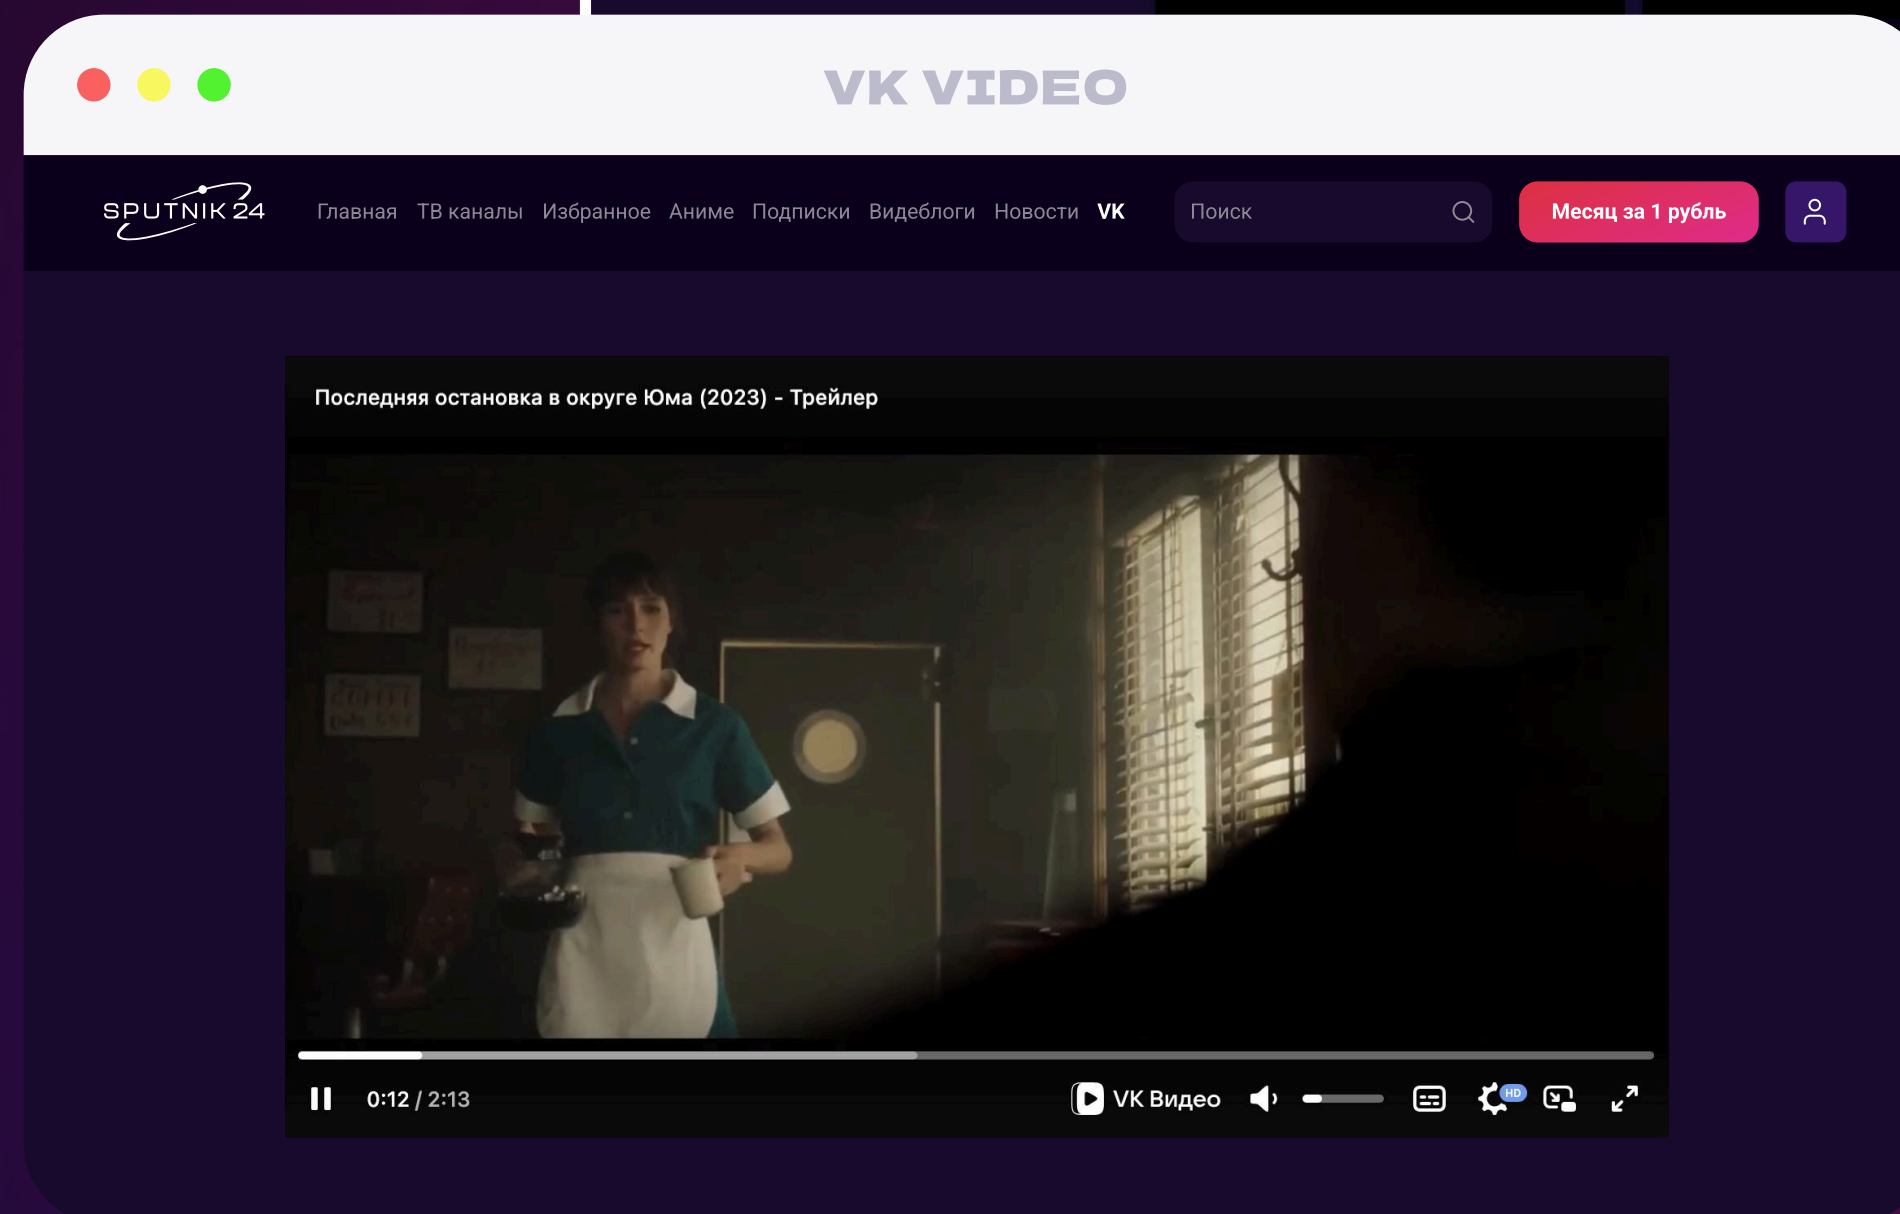 VK VIDEO
SPUTNIK 24
Главная ТВ каналы Избранное Аниме Подписки Видеблоги Новости VK
Поиск
Месяц за 1 рубль
Последняя остановка в округе Юма (2023) - Трейлер
0:12 / 2:13
VK Видео
HD